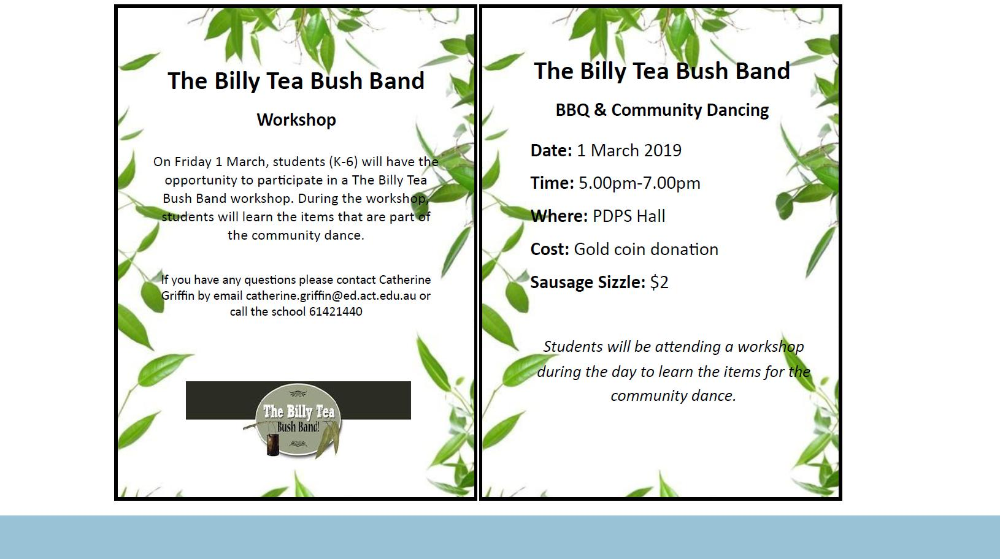 The Billy Tea Bush Band
Workshop
On Friday 1 March, students (K-6) will have the
opportunity to participate in a The Billy Tea
Bush Band workshop. During the workshop,
students will learn the items that are part of
the community dance.
If you have any questions please contact Catherine
Griffin by email catherine.griffin@ed.act.edu.au or
call the school 61421440
The Billy Tea
Bush Band!
The Billy Tea Bush Band
BBQ & Community Dancing
Date: 1 March 2019
Time: 5.00pm-7.00pm
Where: PDPS Hall
Cost: Gold coin donation
Sausage Sizzle: $2
Students will be attending a workshop
during the day to learn the items for the
community dance.